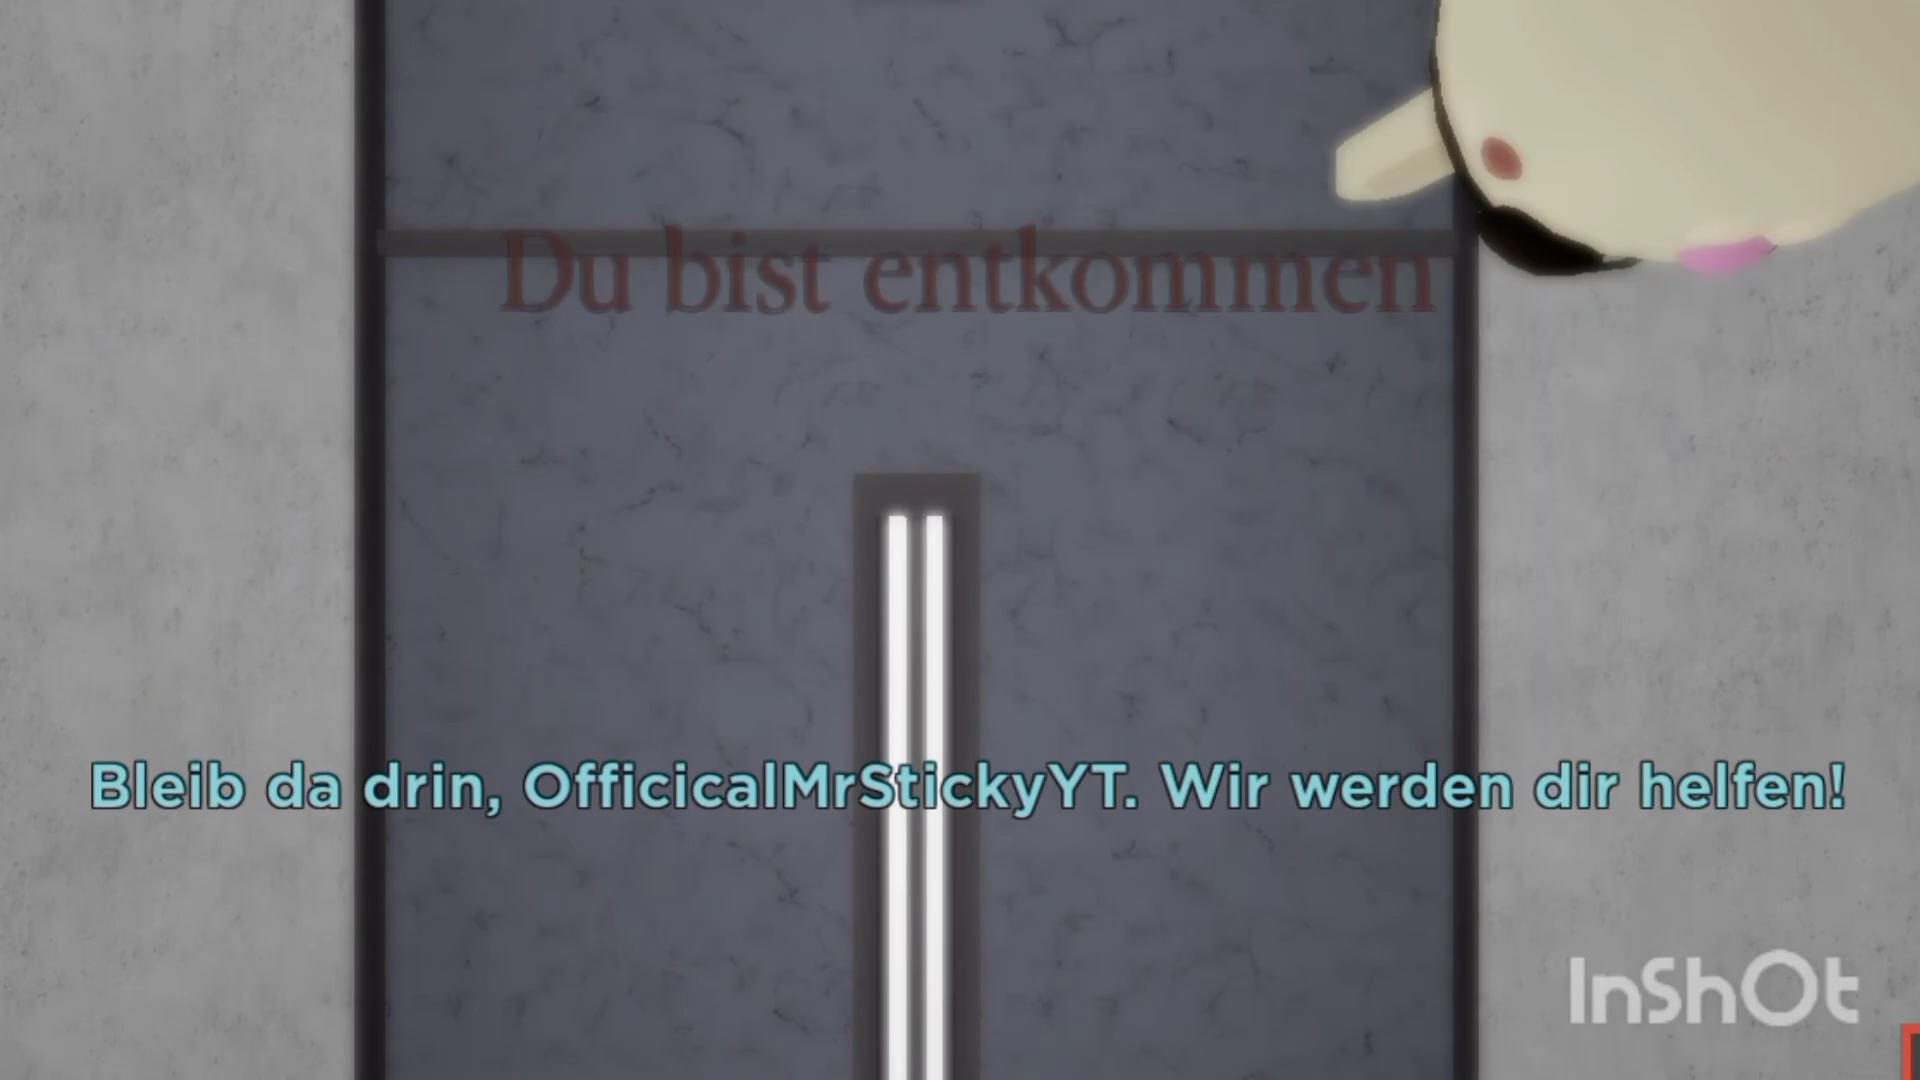 Du bist entkommen
Bleib da drin, OfficicalMrStickyYT. Wir werden dir helfen!
InShOt